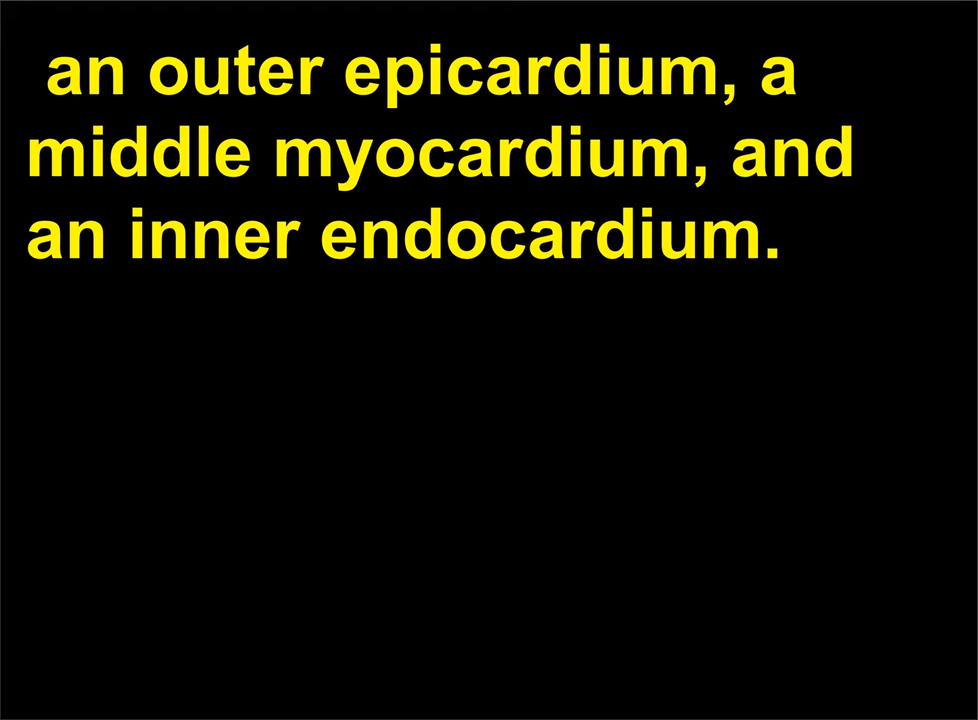 an outer epicardium, a
middle myocardium, and
an inner endocardium.